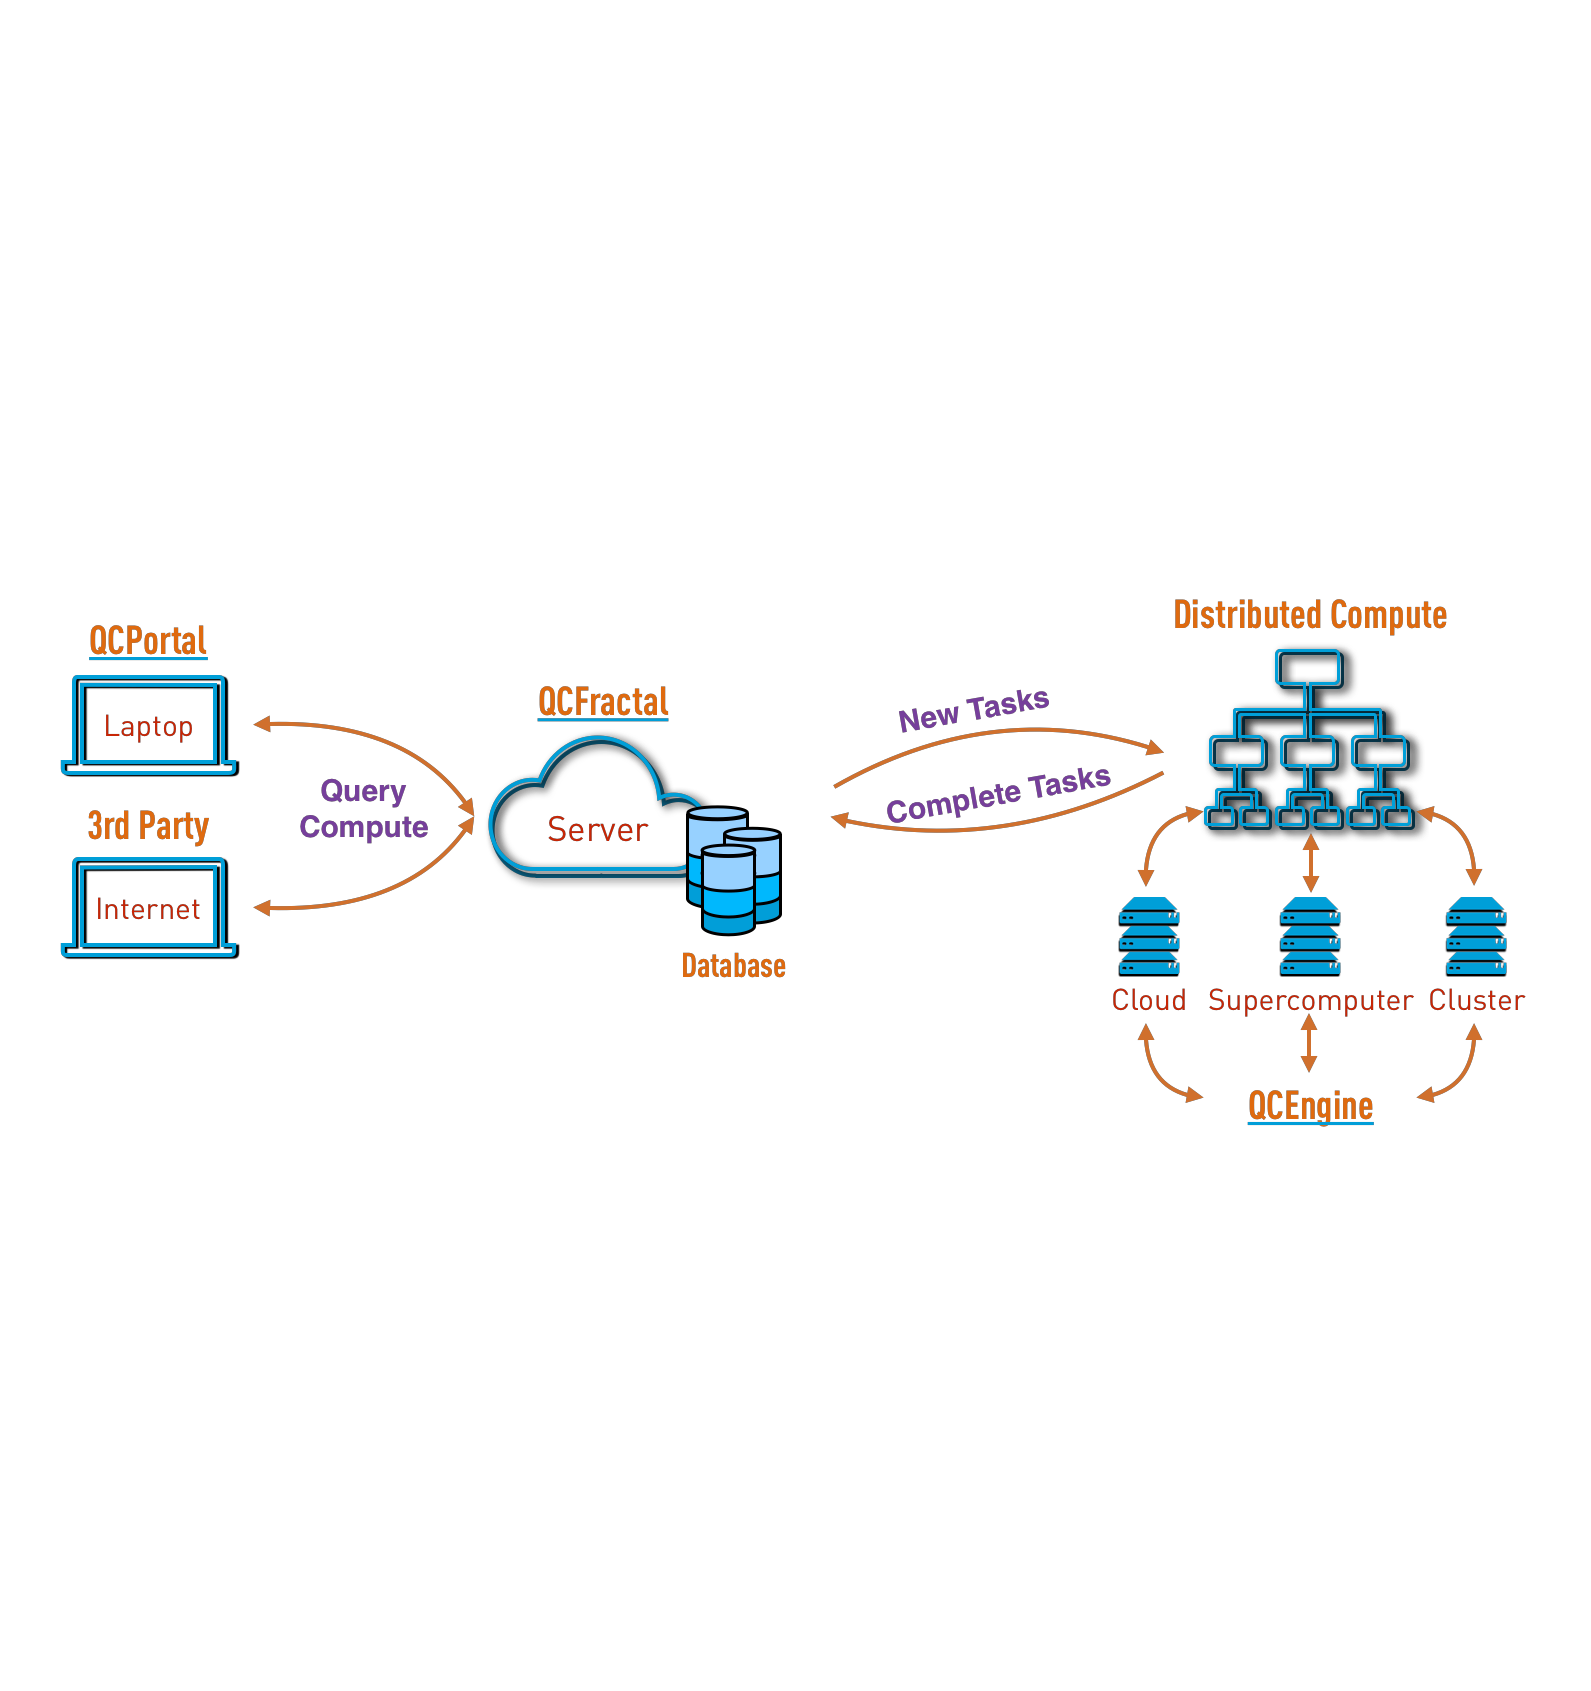 QCPortal
Laptop
3rd Party
Internet
Query
Compute
QCFractal
Server
Database
New Tasks
Complete Tasks
Distributed Compute
Cloud
Supercomputer
Cluster
QCEngine